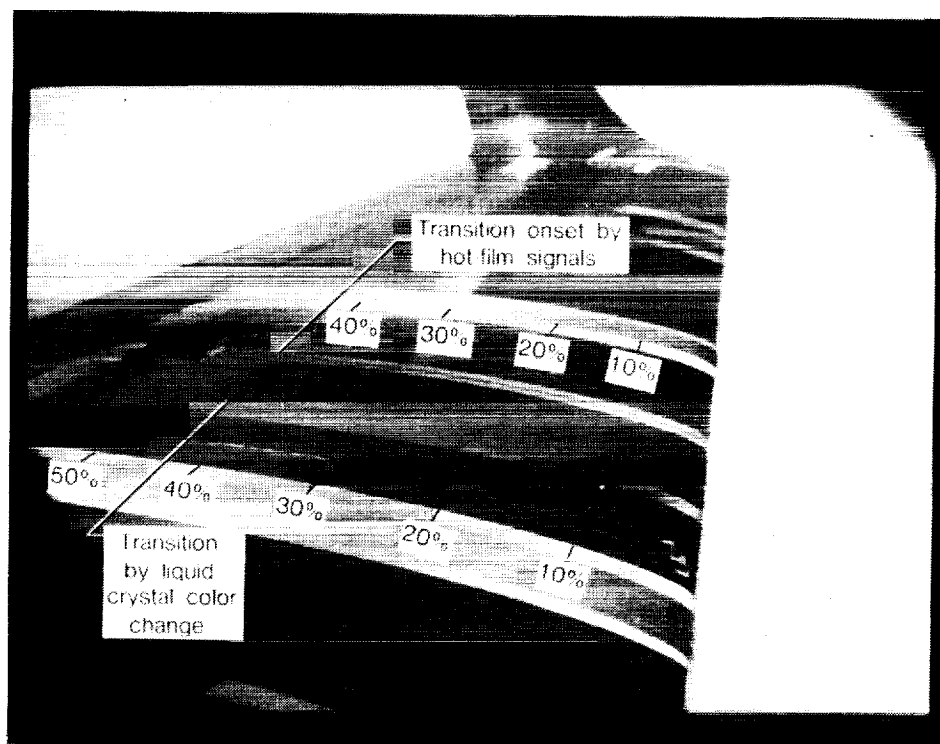 Transition onset by
hot-film signals
40%
30%
20%
10%
50%
40%
30%
20%
10%
Transition
by liquid
crystal color
change